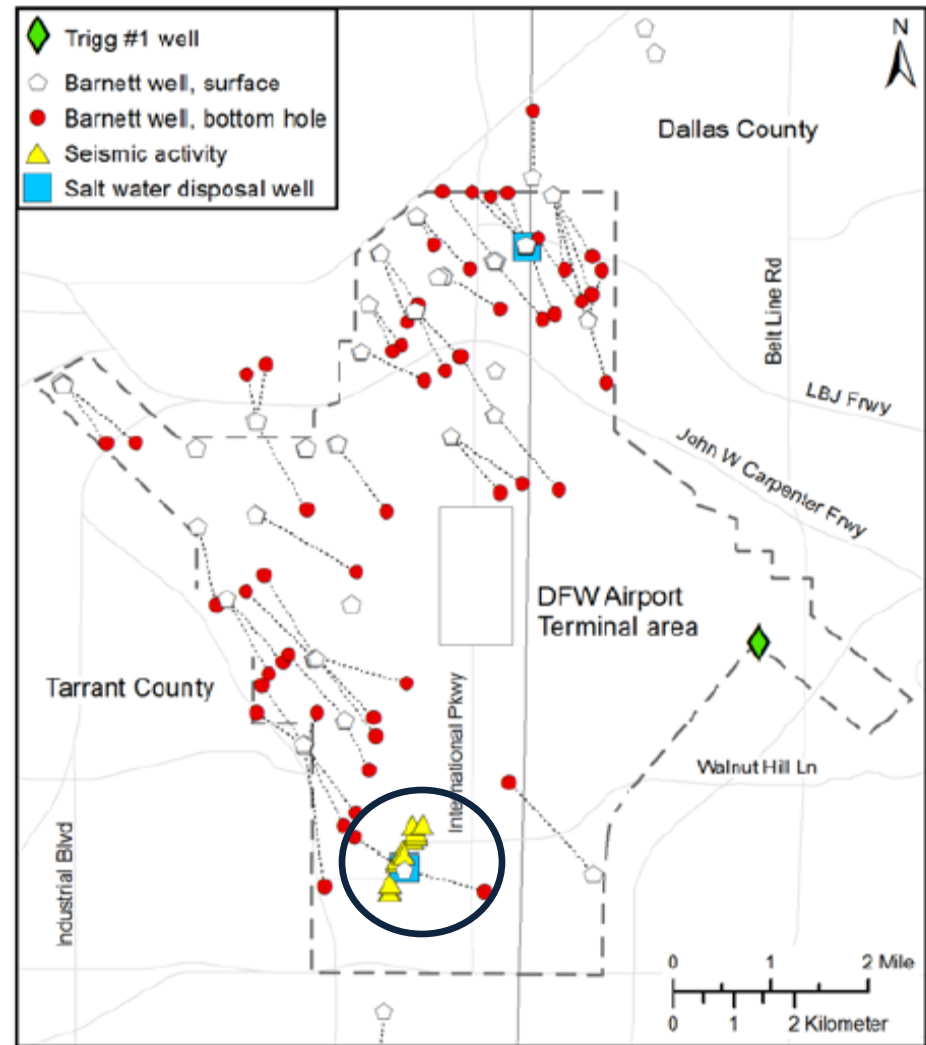 Trigg #1 well
Barnett well, surface
Barnett well, bottom hole
Seismic activity
Salt water disposal well
N
Dallas County
Belt Line Rd
LBJ Frwy
John W Carpenter Frwy
DFW Airport
Terminal area
Tarrant County
International Pkwy
Walnut Hill Ln
Industrial Blvd
0 1 2 Mile
0 1 2 Kilometer